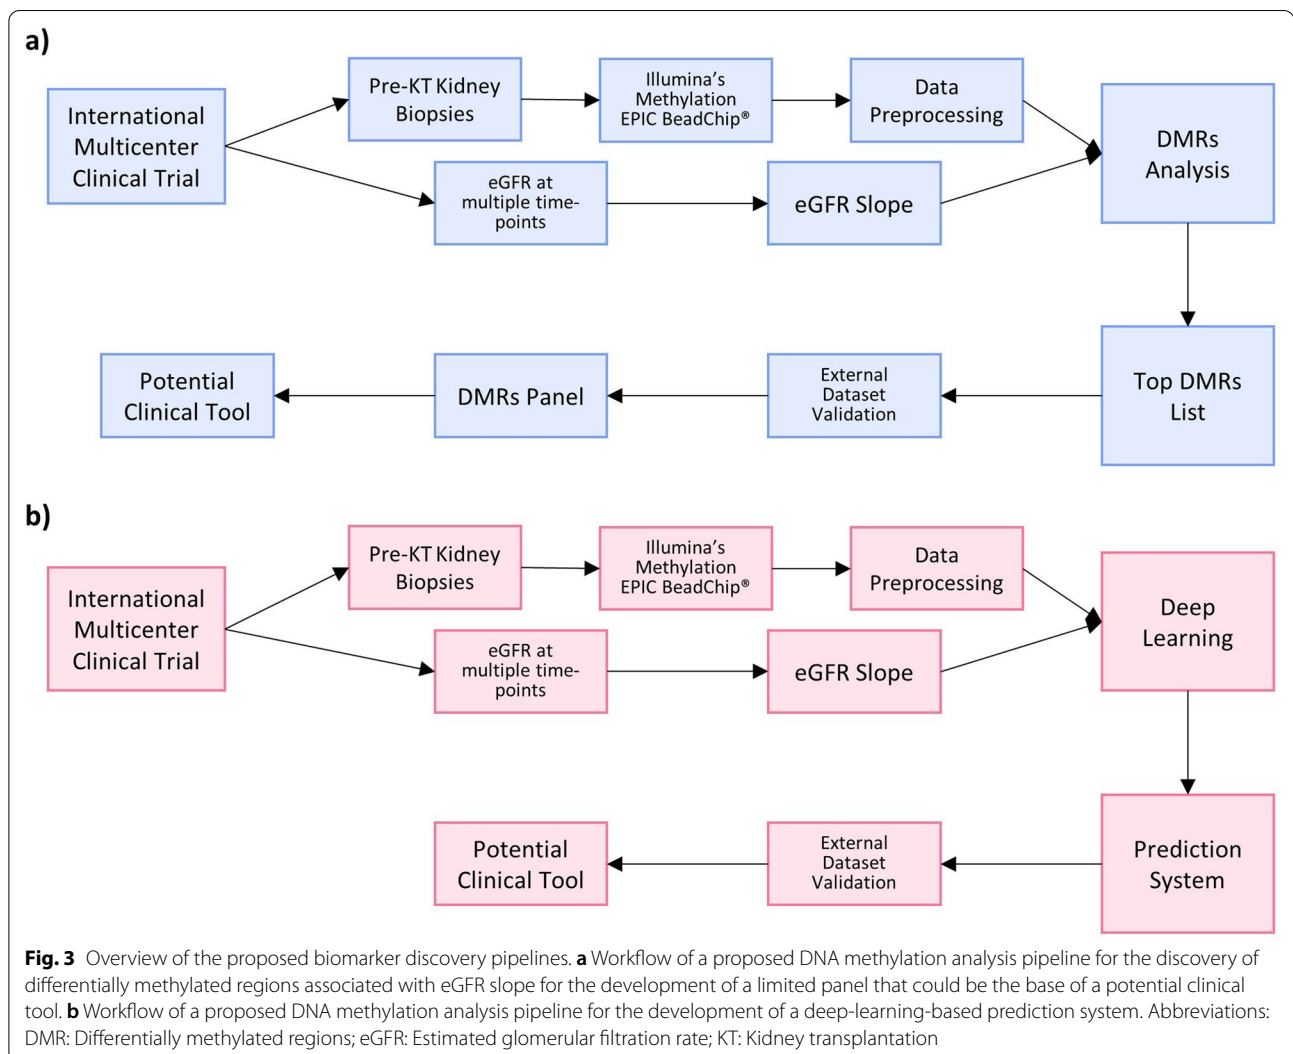 a)
International
Multicenter
Clinical Trial
Pre-KT Kidney
Biopsies
Illumina's
Methylation
EPIC BeadChip®
Data
Preprocessing
eGFR at
multiple time-
points
eGFR Slope
DMRs
Analysis
Top DMRs
List
External
Dataset
Validation
DMRs Panel
Potential
Clinical Tool
b)
International
Multicenter
Clinical Trial
Pre-KT Kidney
Biopsies
Illumina's
Methylation
EPIC BeadChip®
Data
Preprocessing
eGFR at
multiple time-
points
eGFR Slope
Deep
Learning
Prediction
System
External
Dataset
Validation
Potential
Clinical Tool
Fig. 3 Overview of the proposed biomarker discovery pipelines. a Workflow of a proposed DNA methylation analysis pipeline for the discovery of
differentially methylated regions associated with eGFR slope for the development of a limited panel that could be the base of a potential clinical
tool. b Workflow of a proposed DNA methylation analysis pipeline for the development of a deep-learning-based prediction system. Abbreviations:
DMR: Differentially methylated regions; eGFR: Estimated glomerular filtration rate; KT: Kidney transplantation